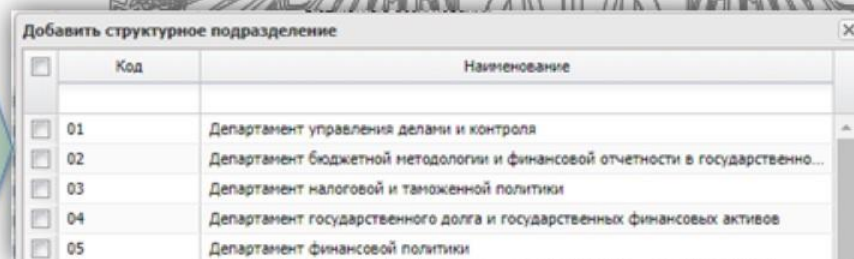 Добавить структурное подразделение
Код Наименование
01 Департамент управления делами и контроля
02 Департамент бюджетной методологии и финансовой отчетности в государственно...
03 Департамент налоговой и таможенной политики
04 Департамент государственного долга и государственных финансовых активов
05 Департамент финансовой политики